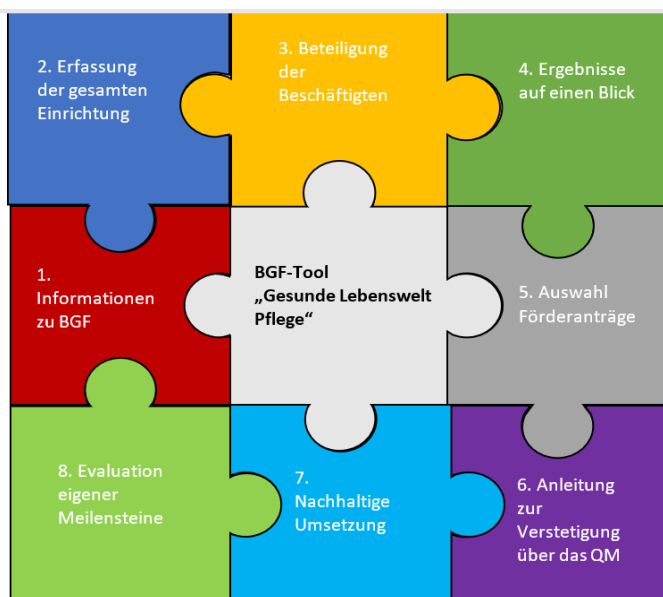 2. Erfassung
der gesamten
Einrichtung
3. Beteiligung
der
Beschäftigten
4. Ergebnisse
auf einen Blick
1.
Informationen
zu BGF
BGF-Tool
„Gesunde Lebenswelt
Pflege“
5. Auswahl
Förderanträge
8. Evaluation
eigener
Meilensteine
7.
Nachhaltige
Umsetzung
6. Anleitung
zur
Verstetigung
über das QM